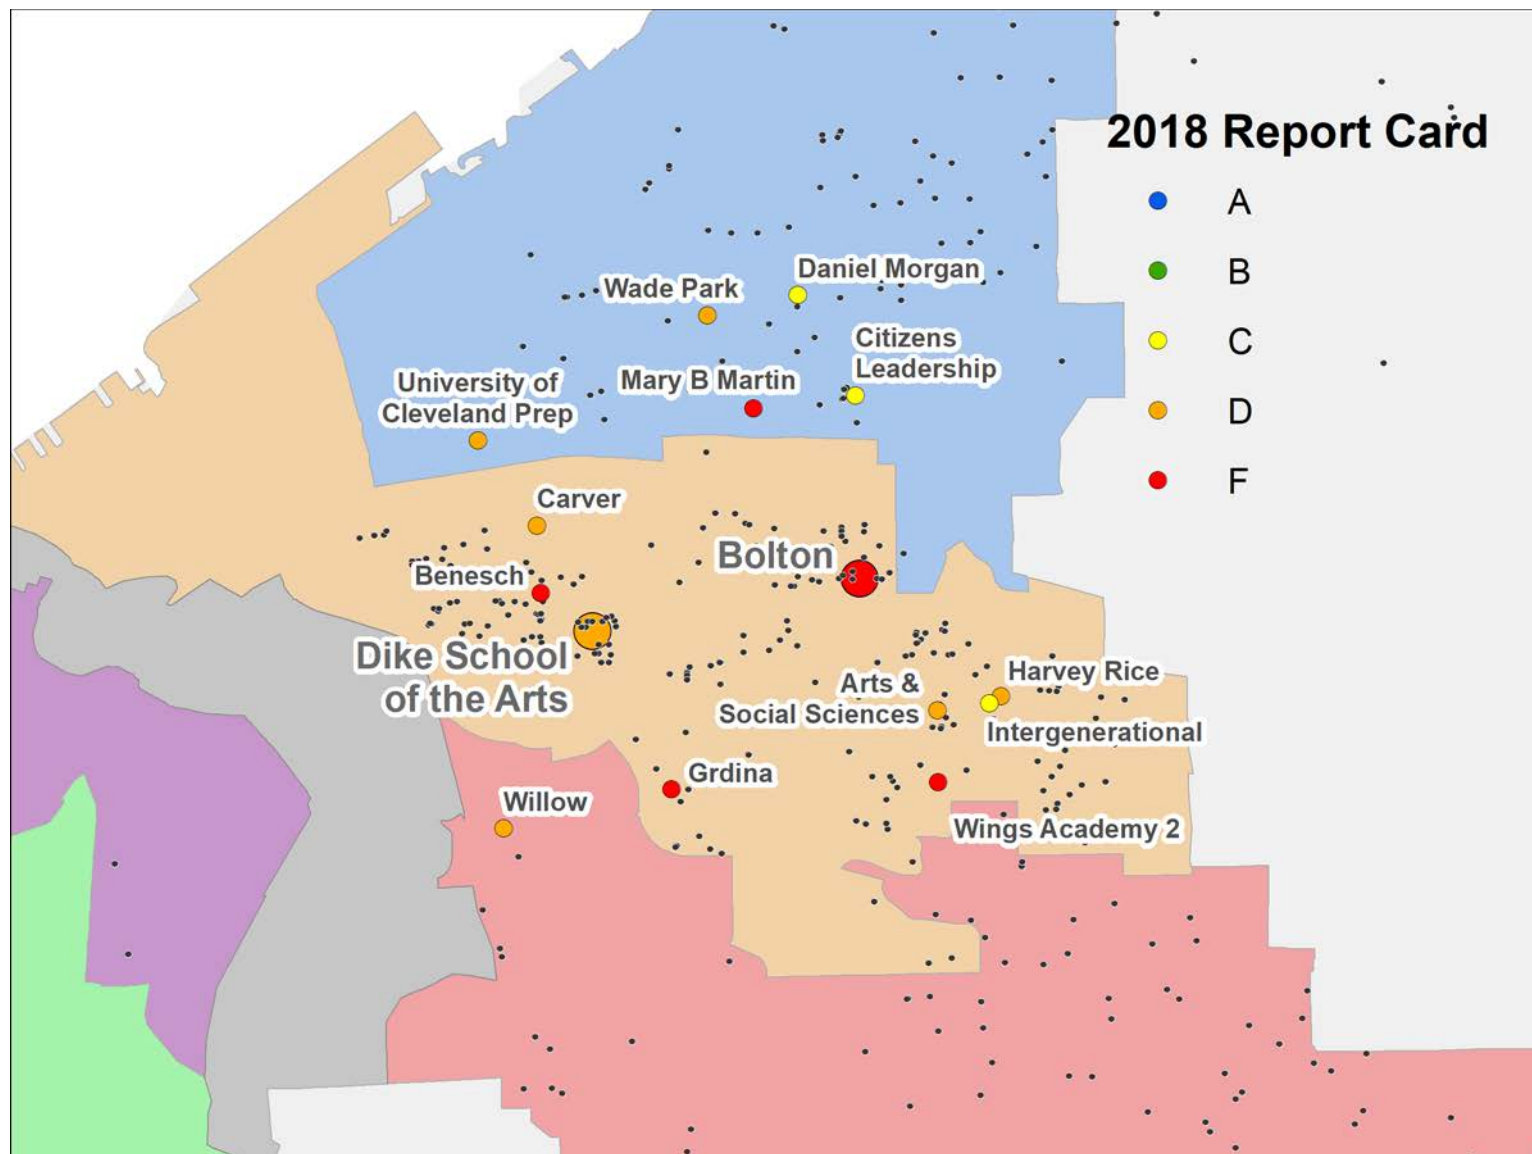 2018 Report Card
A
B
C
D
F
Daniel Morgan
Wade Park
Citizens
Leadership
Mary B Martin
University of
Cleveland Prep
Carver
Bolton
Benesch
Dike School
of the Arts
Harvey Rice
Arts &
Social Sciences
Intergenerational
Grdina
Willow
Wings Academy 2